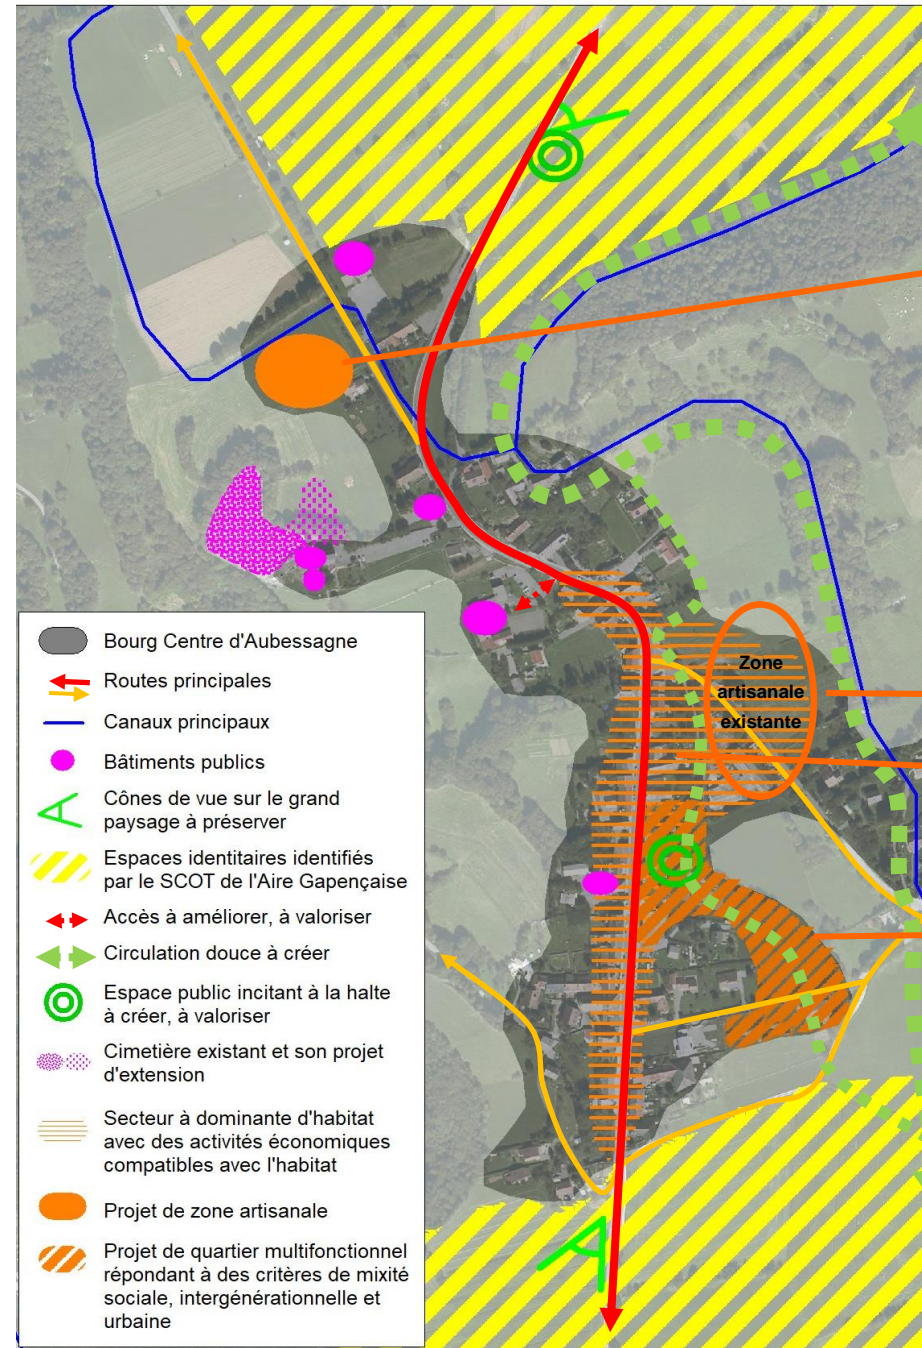 Zone
artisanale
existante
Bourg Centre d'Aubessagne
Routes principales
Canaux principaux
Bâtiments publics
Cônes de vue sur le grand
paysage à préserver
Espaces identitaires identifiés
par le SCOT de l'Aire Gapençaise
Accès à améliorer, à valoriser
Circulation douce à créer
Espace public incitant à la halte
à créer, à valoriser
Cimetière existant et son projet
d'extension
Secteur à dominante d'habitat
avec des activités économiques
compatibles avec l'habitat
Projet de zone artisanale
Projet de quartier multifonctionnel
répondant à des critères de mixité
sociale, intergénérationnelle et
urbaine